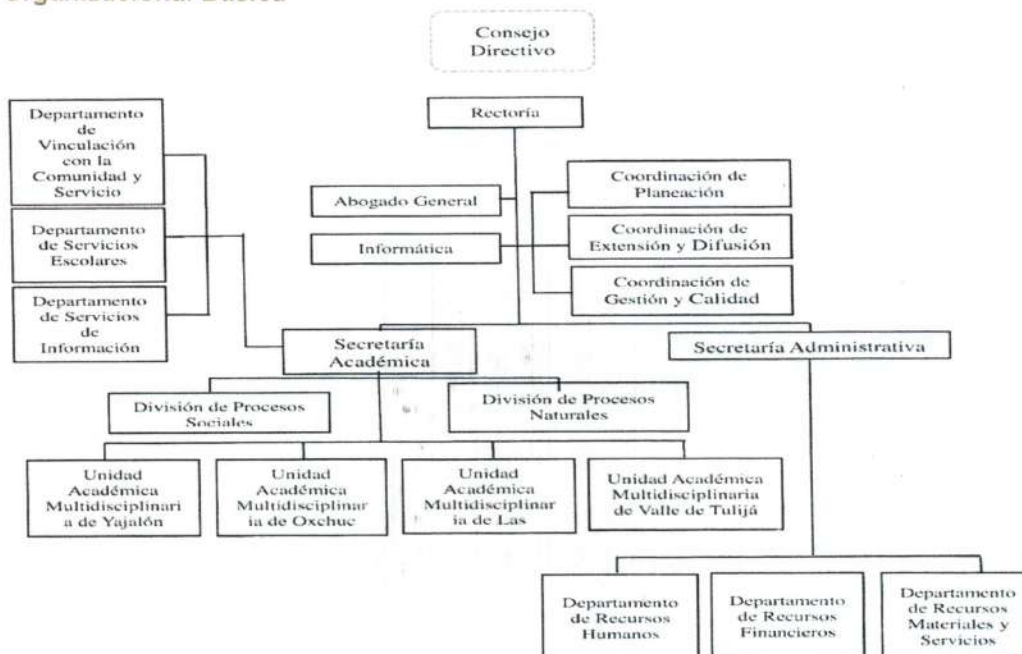 Consejo
Directivo
Rectoría
Departamento
de
Vinculación
con la
Comunidad y
Servicio
Departamento
de Servicios
Escolares
Departamento
de Servicios
de
Información
Abogado General
Informática
Coordinación de
Planeación
Coordinación de
Extensión y Difusión
Coordinación de
Gestión y Calidad
Secretaría
Académica
Secretaría Administrativa
División de Procesos
Sociales
División de Procesos
Naturales
Unidad
Académica
Multidisciplinari
a de Yajalón
Unidad
Académica
Multidisciplinar
ia de Oxchuc
Unidad
Académica
Multidisciplinar
ia de Las
Unidad Académica
Multidisciplinaria
de Valle de Tulijá
Departamento
de Recursos
Humanos
Departamento
de Recursos
Financieros
Departamento
de Recursos
Materiales y
Servicios